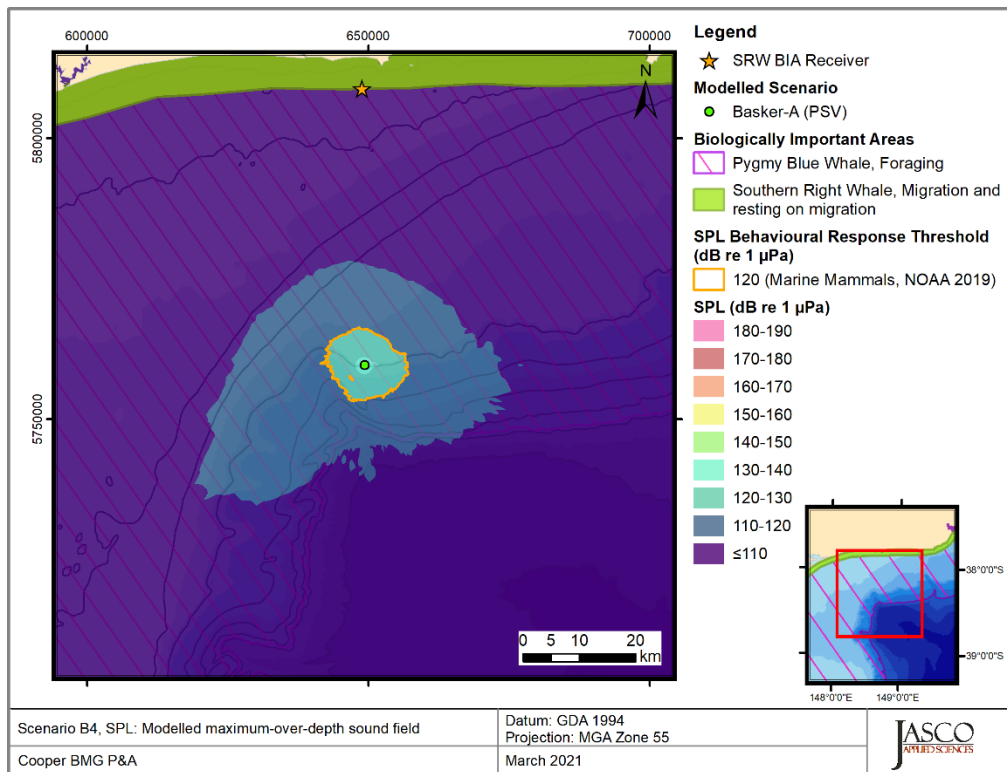 600000
650000
700000
5800000
5750000
N
0 5 10 20
km
Legend
SRW BIA Receiver
Modelled Scenario
Basker-A (PSV)
Biologically Important Areas
Pygmy Blue Whale, Foraging
Southern Right Whale, Migration and
resting on migration
SPL Behavioural Response Threshold
(dB re 1 µPa)
120 (Marine Mammals, NOAA 2019)
SPL (dB re 1 µPa)
180-190
170-180
160-170
150-160
140-150
130-140
120-130
110-120
≤110
38°0'0"S
39°0'0"S
148°0'0"E
149°0'0"E
Scenario B4, SPL: Modelled maximum-over-depth sound field
Datum: GDA 1994
Projection: MGA Zone 55
Cooper BMG P&A
March 2021
JASCO
APPLIED SCIENCES